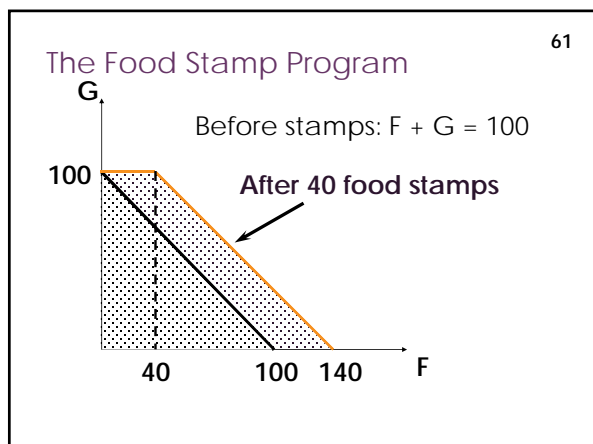 61
The Food Stamp Program
G
Before stamps: F + G = 100
100
After 40 food stamps
40 100 140 F